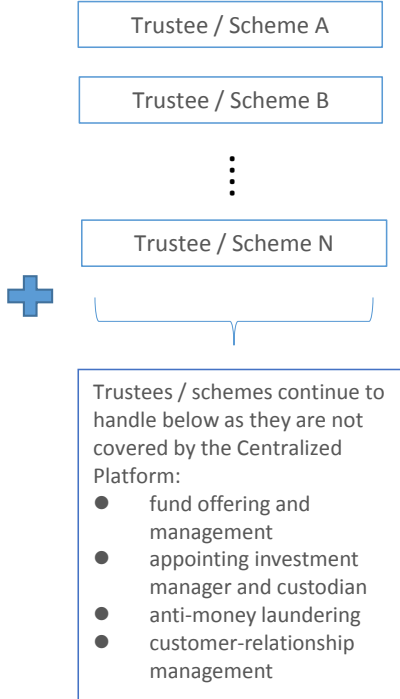 Trustee / Scheme A
Trustee / Scheme B
Trustee / Scheme N
Trustees / schemes continue to
handle below as they are not
covered by the Centralized
Platform:
● fund offering and
management
● appointing investment
manager and custodian
● anti-money laundering
● customer-relationship
management